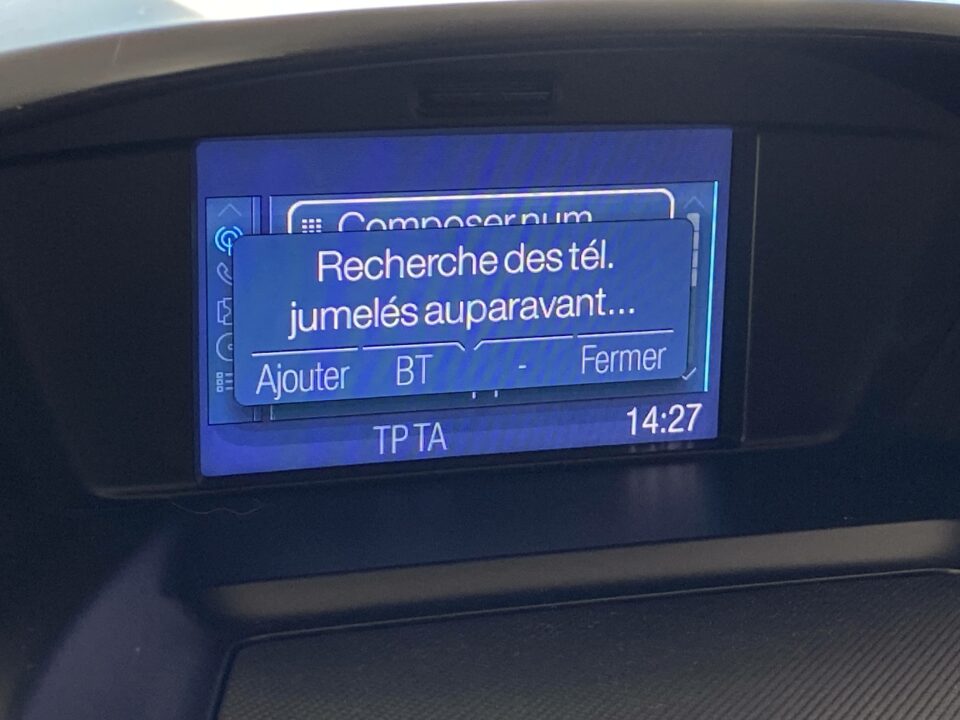 Composer num
Recherche des tél.
jumelés auparavant...
Ajouter BT - Fermer
TP TA 14:27